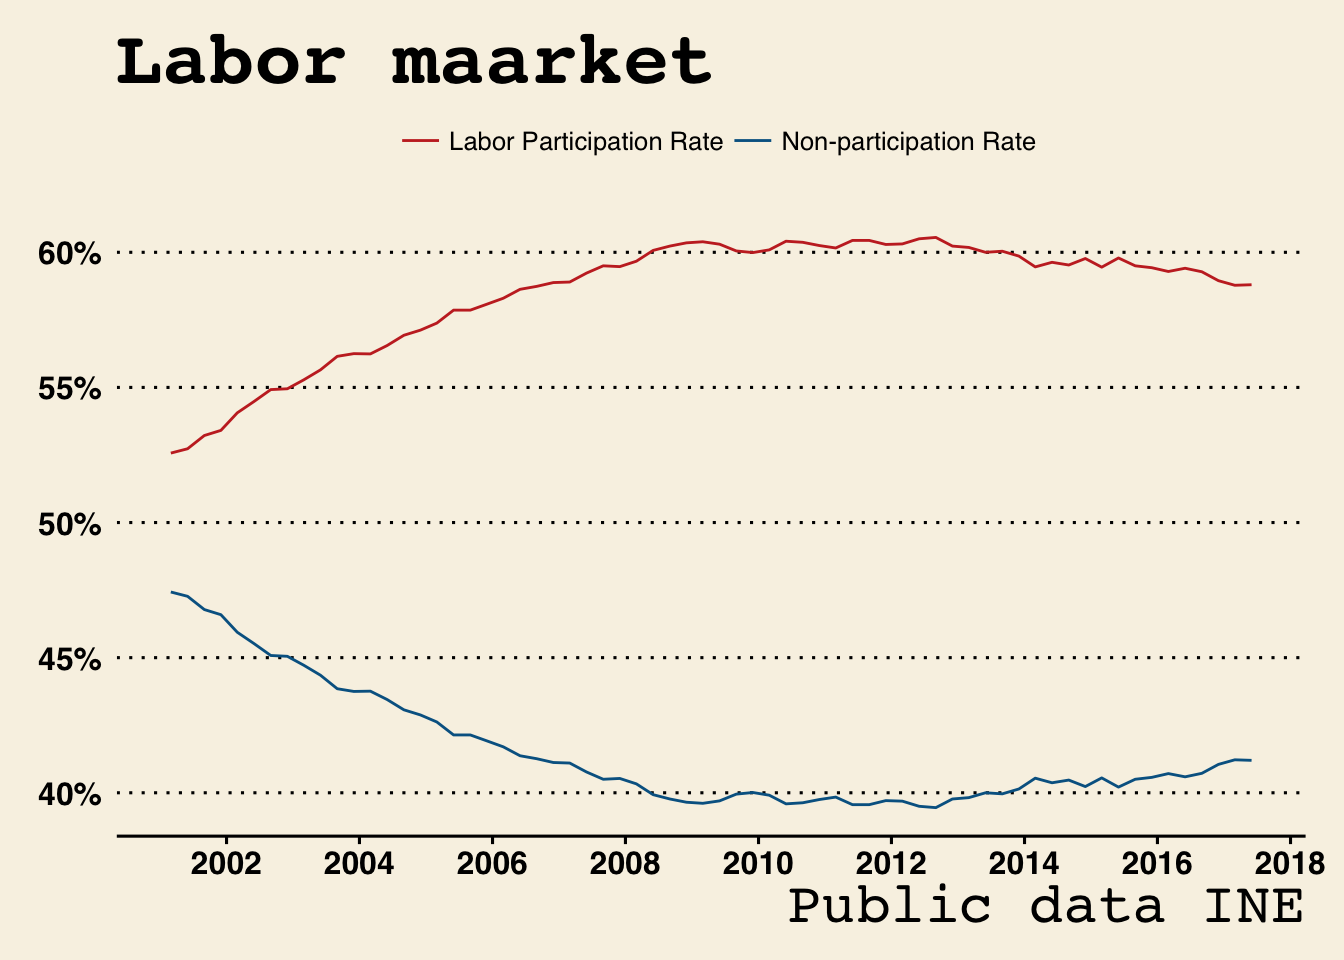 Labor maarket
Labor Participation Rate Non-participation Rate
60%
55%
50%
45%
40%
2002 2004 2006 2008 2010 2012 2014 2016 2018
Public data INE